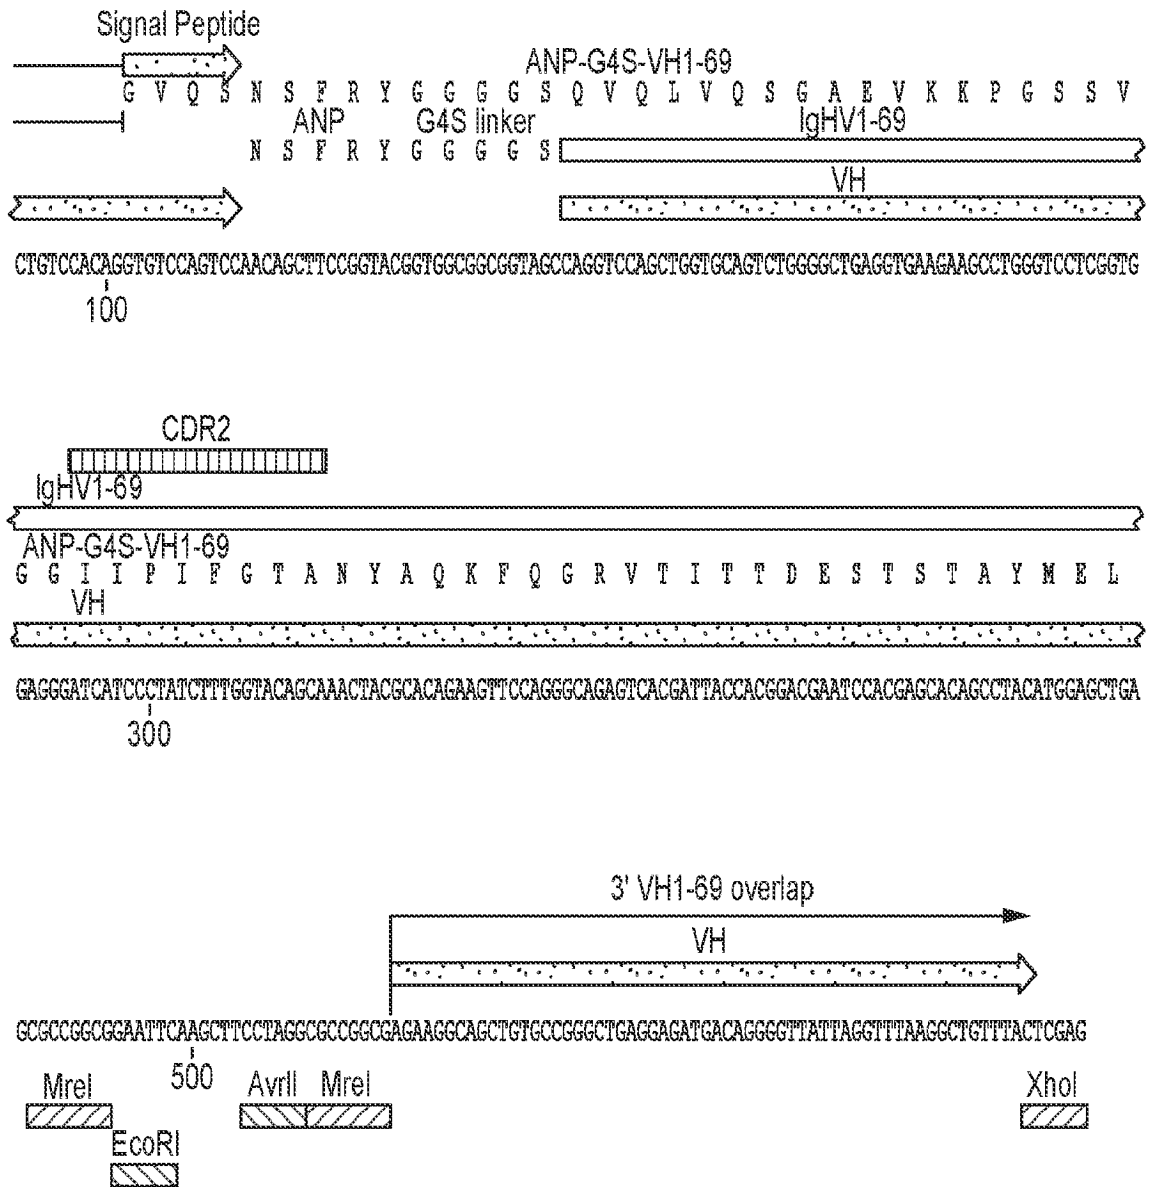 Signal Peptide
ANP-G4S-VH1-69
G V Q S N S F R Y G G G G S Q V Q L V Q S G A E V K K P G S S V
ANP G4S linker IgHV1-69
N S F R Y G G G G S
VH
CTGTCCACAGGTGTCCAGTCCAACAGCTTCCGGTACGGTGGCGGCGGTAGCCAGGTCCAGCTGGTGCAGTCTGGGGCTGAGGTGAAGAAGCCTGGGTCCTCGGTG
100
CDR2
IgHV1-69
ANP-G4S-VH1-69
G G I I P I F G T A N Y A Q K F Q G R V T I T T D E S T S T A Y M E L
VH
GAGGGATCATCCCTATCTTTGGTACAGCAAACTACGCACAGAAGTTCCAGGGCAGAGTCACGATTACCACGGACGAATCCACGAGCACAGCCTACATGGAGCTGA
300
3' VH1-69 overlap
VH
GCGCCGGCGGAATTCAAGCTTCCTAGGCGCCGGCGAGAAGGCAGCTGTGCCGGGCTGAGGAGATGACAGGGGTTATTAGGTTTAAGGCTGTTTACTCGAG
500
MreI AvrII MreI XhoI
EcoRI